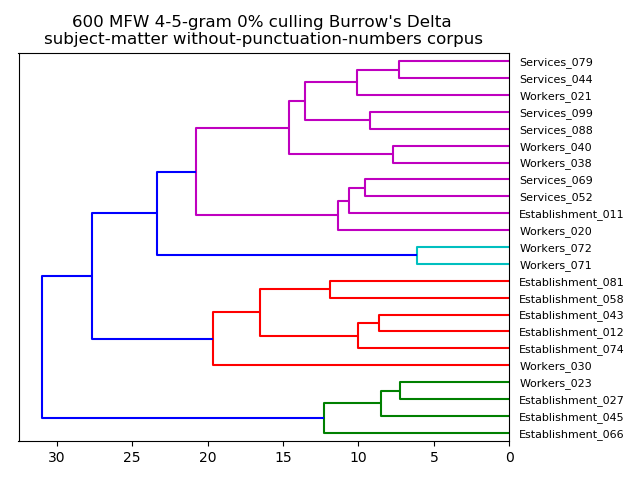 600 MFW 4-5-gram 0% culling Burrow's Delta
subject-matter without-punctuation-numbers corpus
Services_079
Services_044
Workers_021
Services_099
Services_088
Workers_040
Workers_038
Services_069
Services_052
Establishment_011
Workers_020
Workers_072
Workers_071
Establishment_081
Establishment_058
Establishment_043
Establishment_012
Establishment_074
Workers_030
Workers_023
Establishment_027
Establishment_045
Establishment_066
30 25 20 15 10 5 0